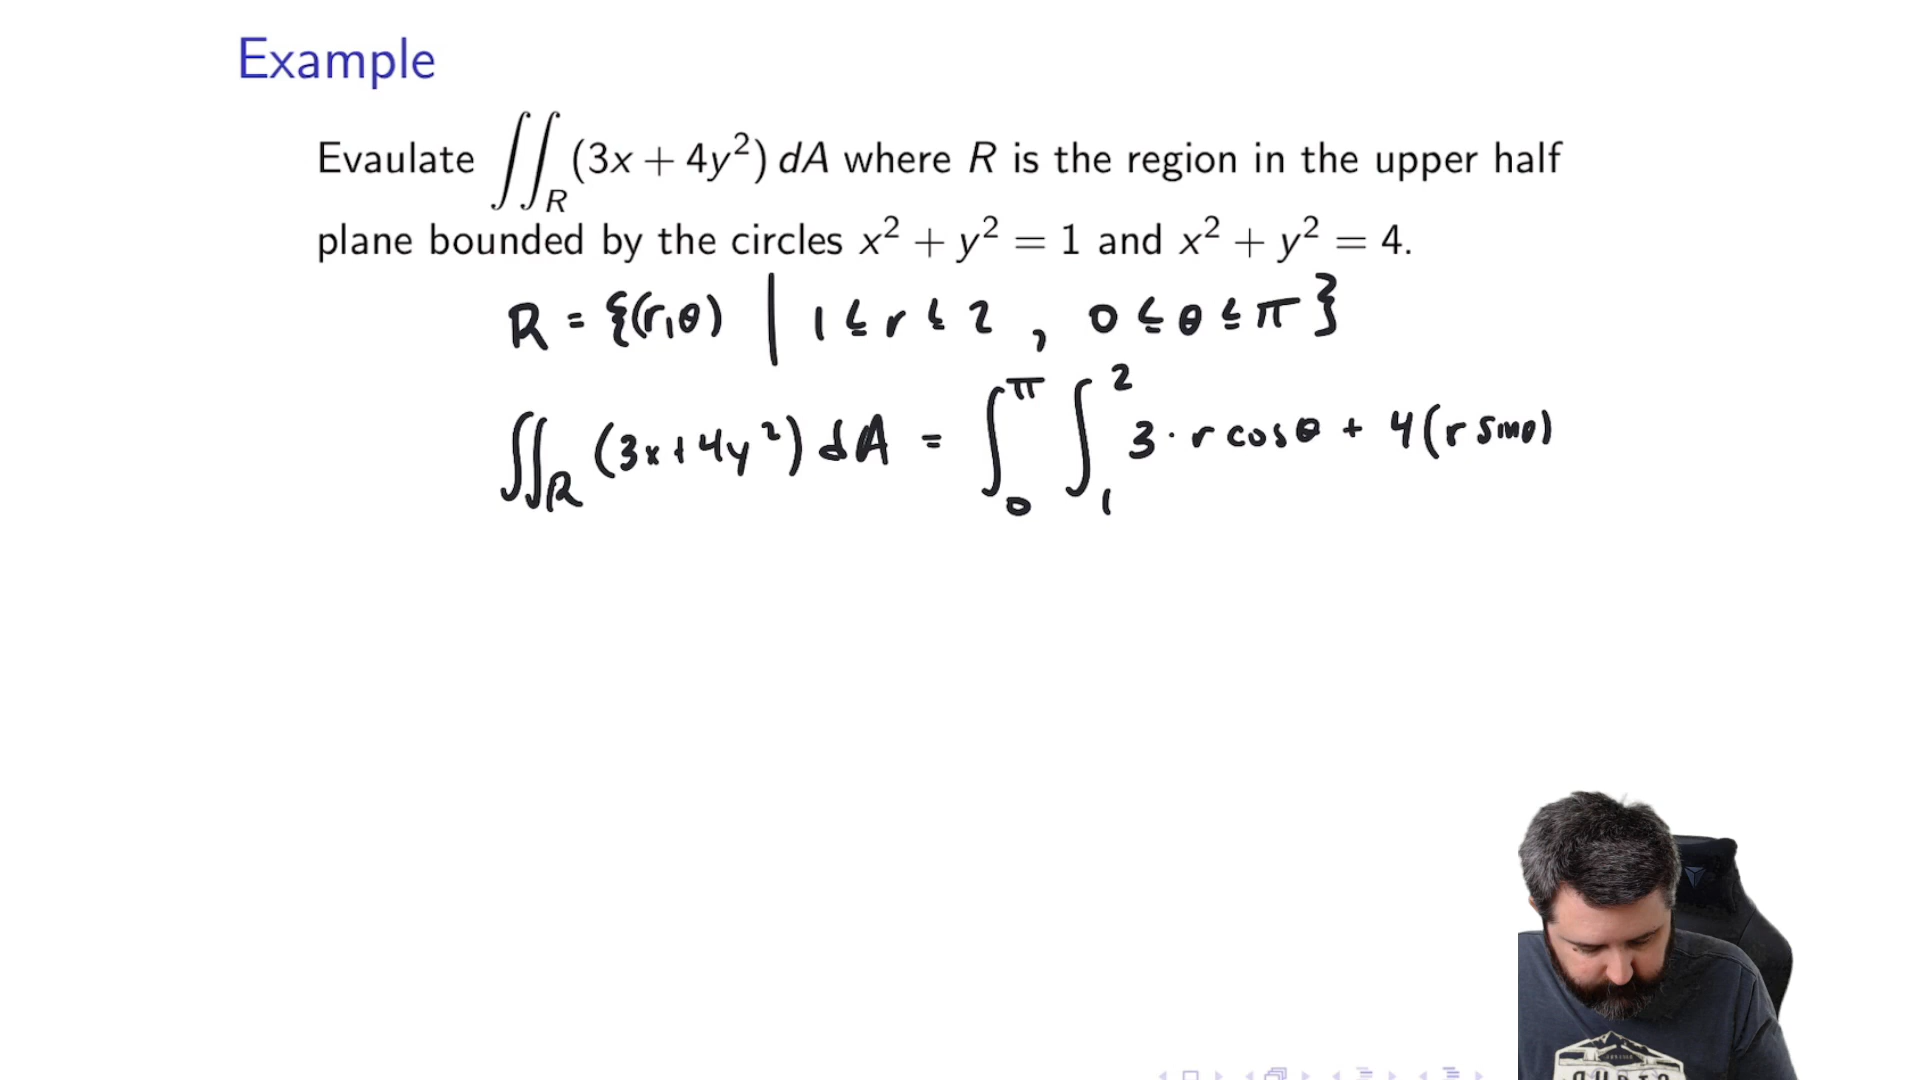 Example
Evaulate ∬_R (3x + 4y²) dA where R is the region in the upper half
plane bounded by the circles x² + y² = 1 and x² + y² = 4.
R = {(r,θ) | 1 ≤ r ≤ 2 , 0 ≤ θ ≤ π }
∬_R (3x+4y²) dA = ∫_0^π ∫_1^2 3 · r cosθ + 4(r sinθ)